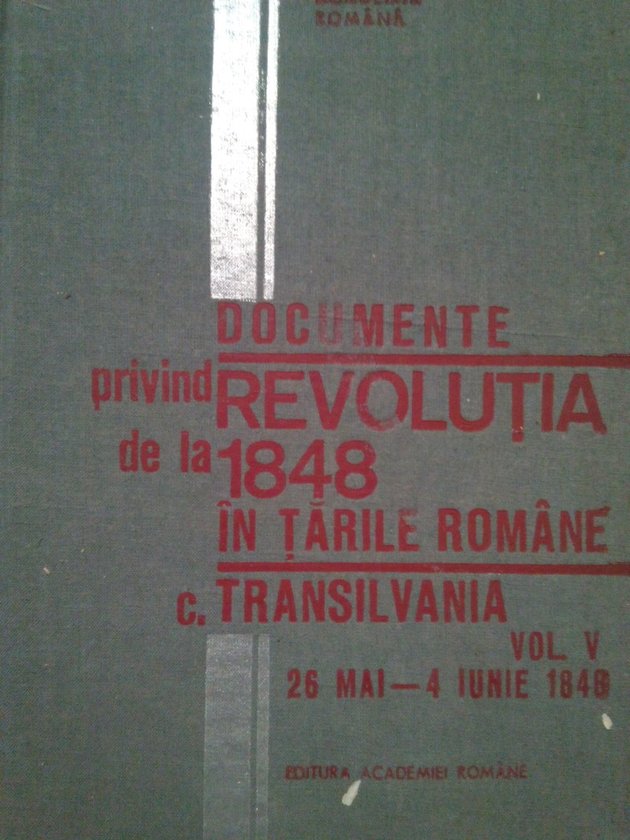 ROMÂNĂ
DOCUMENTE
privind REVOLUȚIA
de la 1848
ÎN ȚĂRILE ROMÂNE
c. TRANSILVANIA
VOL. V
26 MAI — 4 IUNIE 1848
EDITURA ACADEMIEI ROMÂNE